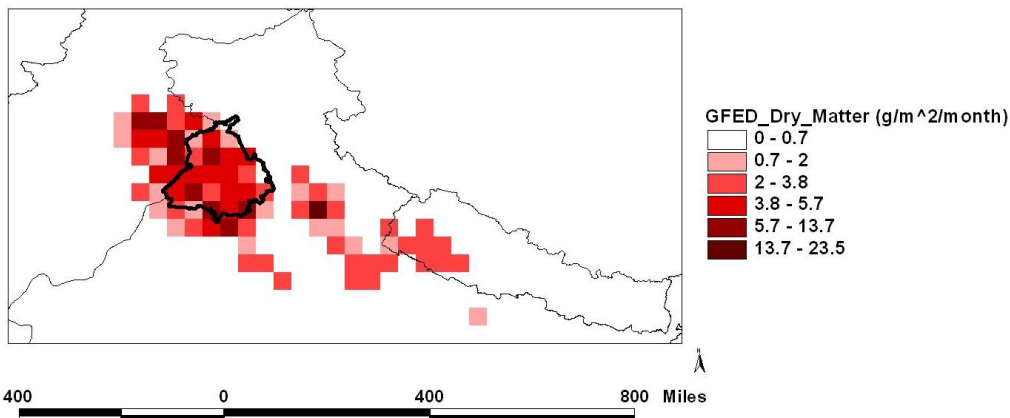 GFED_Dry_Matter (g/m^2/month)
0 - 0.7
0.7 - 2
2 - 3.8
3.8 - 5.7
5.7 - 13.7
13.7 - 23.5
N
400 0 400 800 Miles